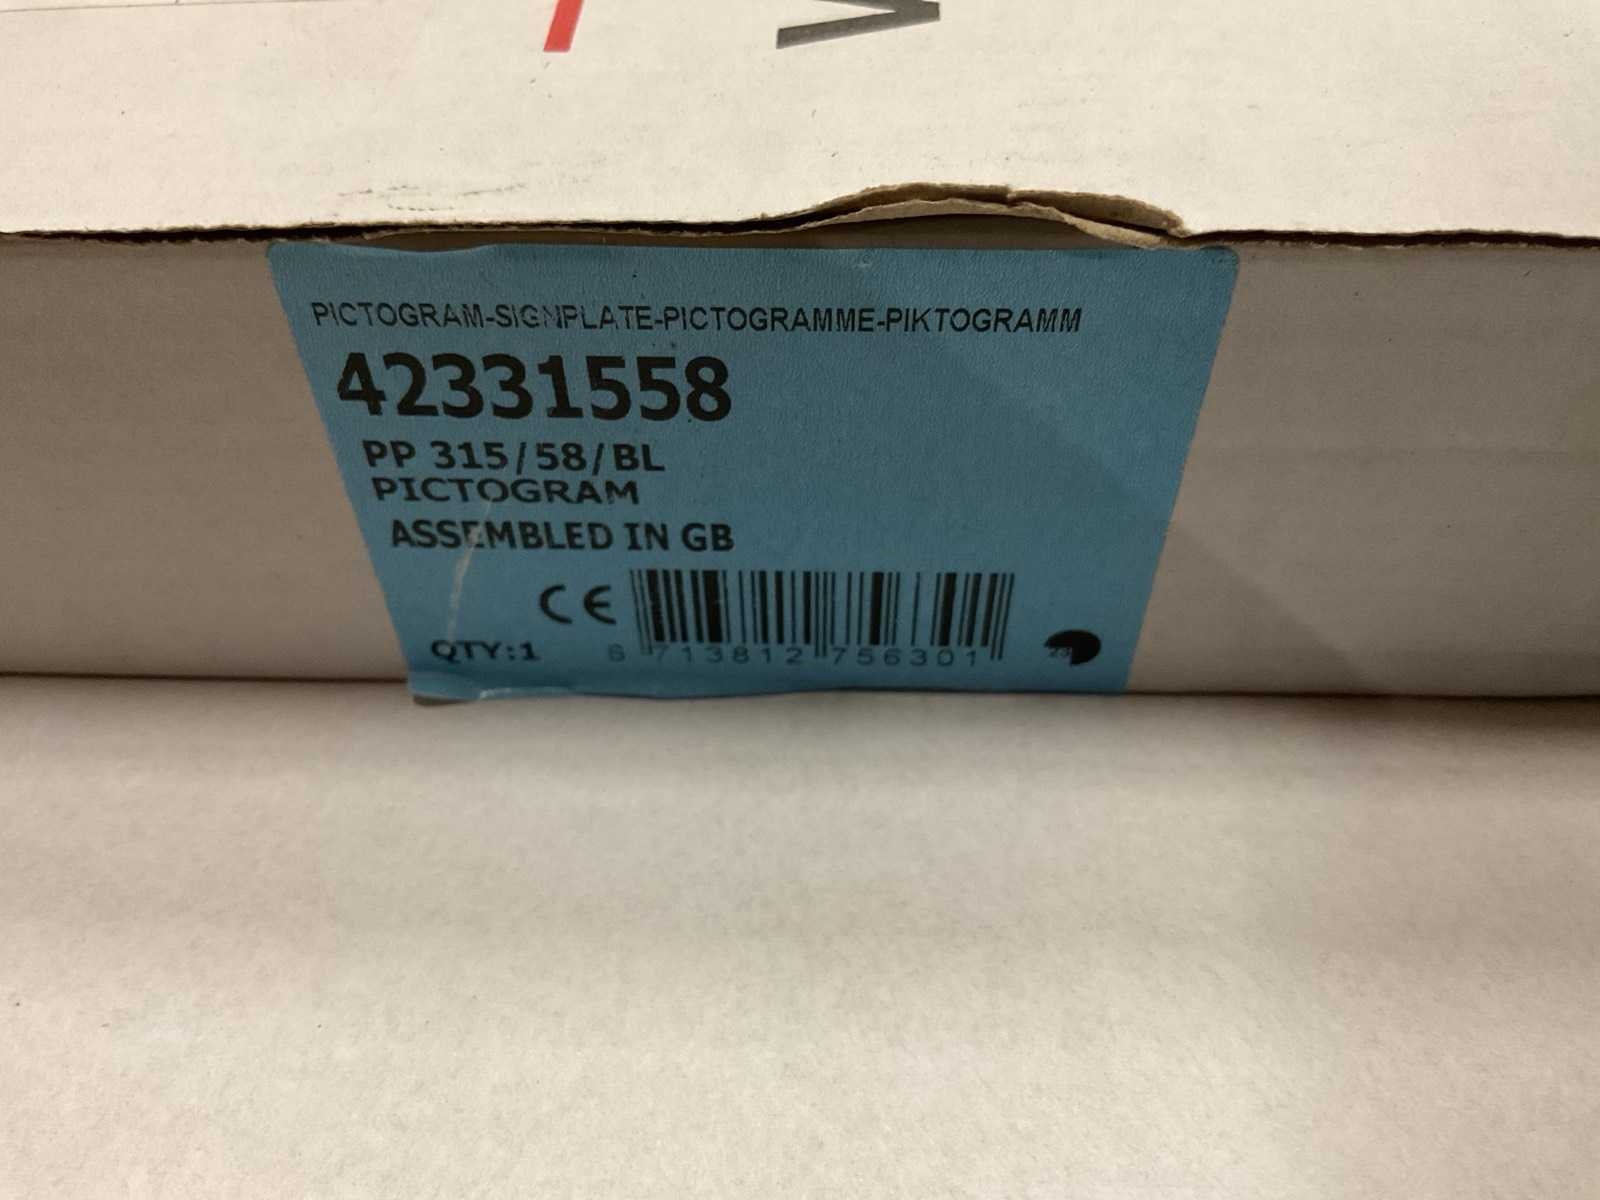 PICTOGRAM-SIGNPLATE-PICTOGRAMME-PIKTOGRAMM
42331558
PP 315/58/BL
PICTOGRAM
ASSEMBLED IN GB
CE
QTY:1
8 713812 756301
23